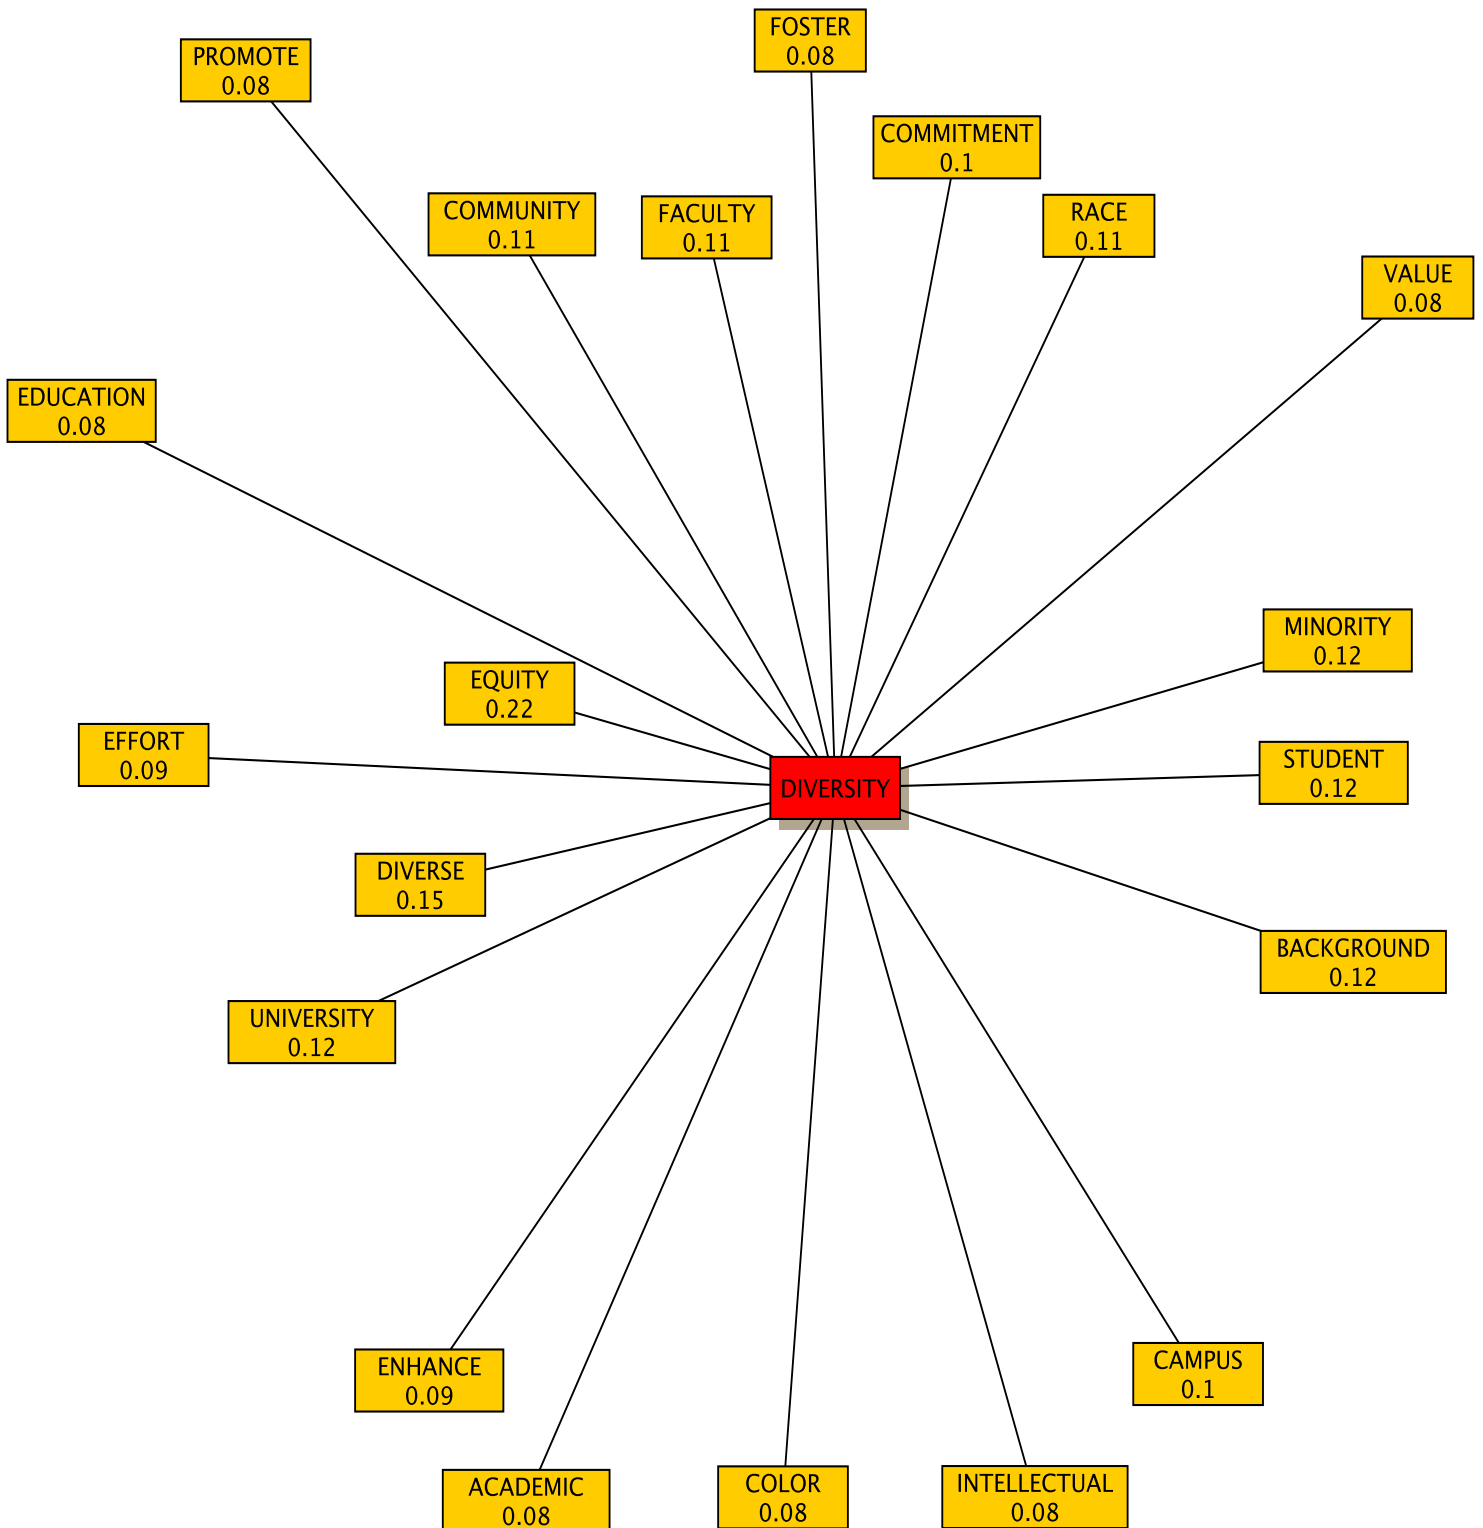 FOSTER
0.08
PROMOTE
0.08
COMMITMENT
0.1
COMMUNITY
0.11
FACULTY
0.11
RACE
0.11
VALUE
0.08
EDUCATION
0.08
MINORITY
0.12
EQUITY
0.22
EFFORT
0.09
STUDENT
0.12
DIVERSITY
DIVERSE
0.15
BACKGROUND
0.12
UNIVERSITY
0.12
ENHANCE
0.09
CAMPUS
0.1
ACADEMIC
0.08
COLOR
0.08
INTELLECTUAL
0.08